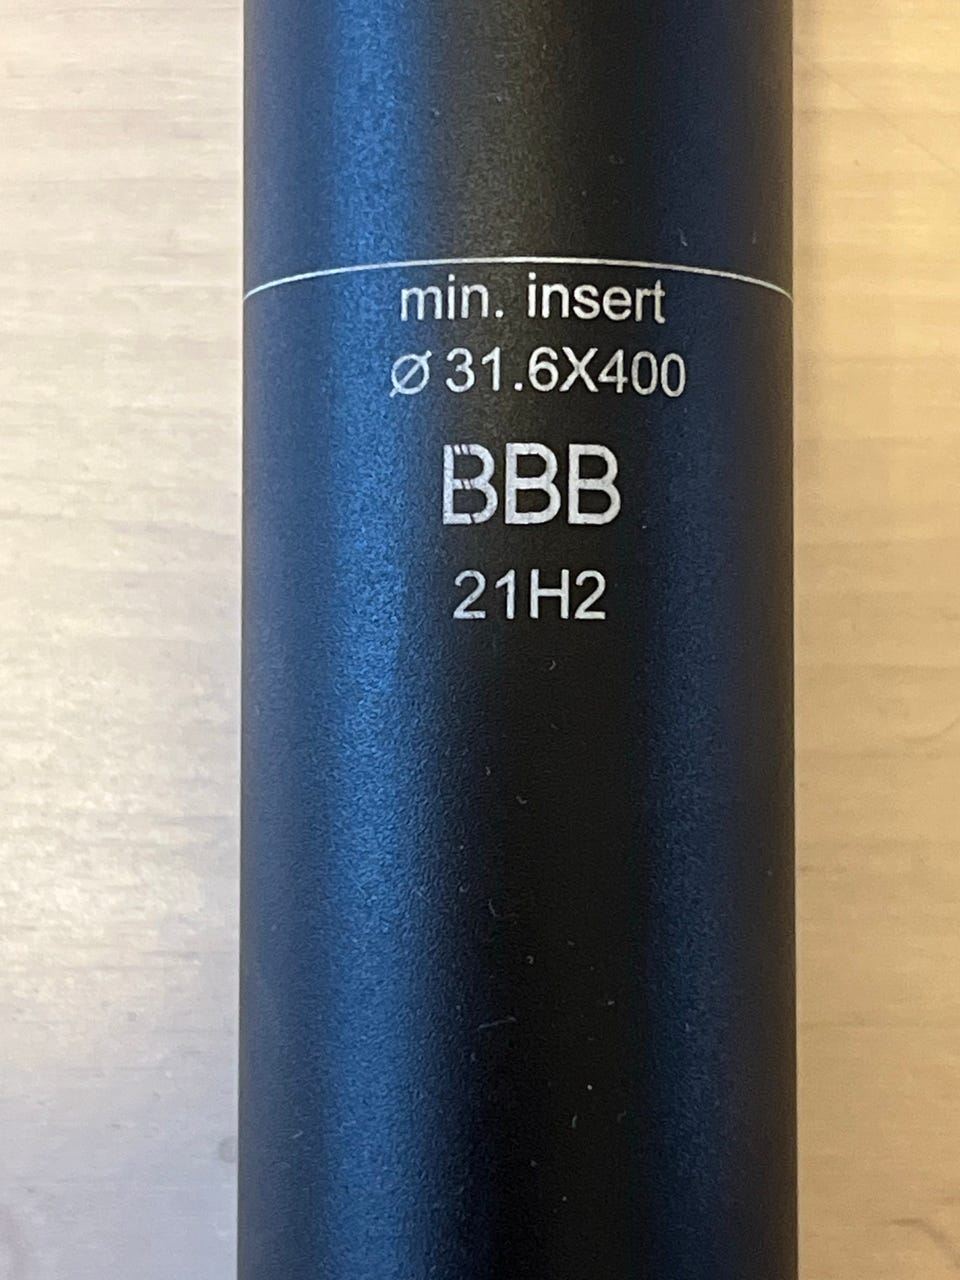 min. insert
Ø 31.6X400
BBB
21H2